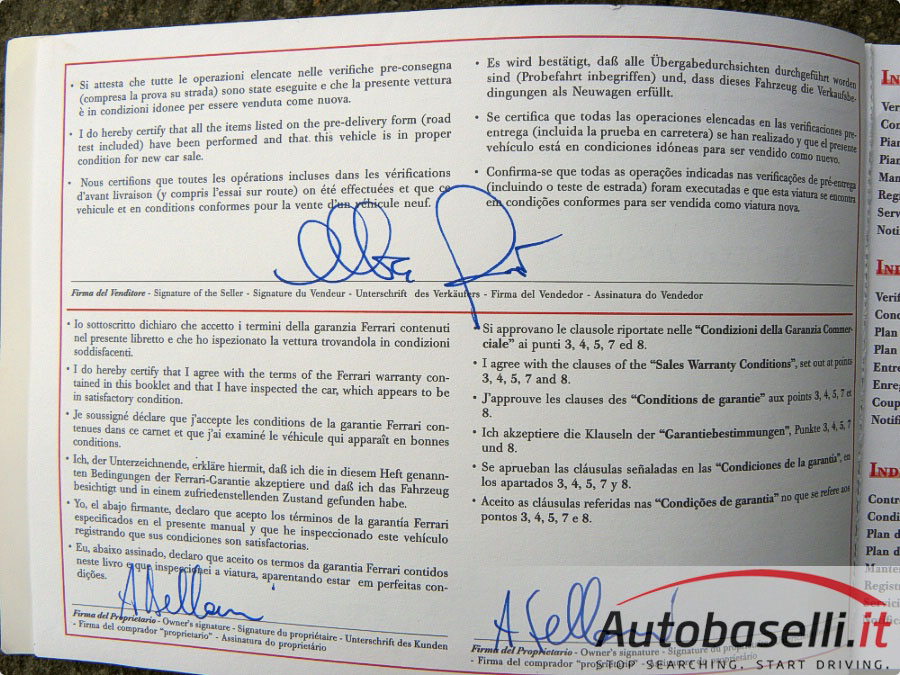 • Si attesta che tutte le operazioni elencate nelle verifiche pre-consegna
(compresa la prova su strada) sono state eseguite e che la presente vettura
è in condizioni idonee per essere venduta come nuova.
• I do hereby certify that all the items listed on the pre-delivery form (road
test included) have been performed and that this vehicle is in proper
condition for new car sale.
• Nous certifions que toutes les opérations incluses dans les vérifications
d'avant livraison (y compris l'essai sur route) on été effectuées et que ce
vehicule et en conditions conformes pour la vente d'un véhicule neuf.
• Es wird bestätigt, daß alle Übergabedurchsichten durchgeführt worden
sind (Probefahrt inbegriffen) und, dass dieses Fahrzeug die Verkaufsbe-
dingungen als Neuwagen erfüllt.
• Se certifica que todas las operaciones elencadas en las verificaciones pre-
entrega (incluida la prueba en carretera) se han realizado y que el presente
vehículo está en condiciones idóneas para ser vendido como nuevo.
• Confirma-se que todas as operações indicadas nas verificações de pré-entrega
(incluindo o teste de estrada) foram executadas e que esta viatura se encontra
em condições conformes para ser vendida como viatura nova.
Firma del Venditore - Signature of the Seller - Signature du Vendeur - Unterschrift des Verkäufers - Firma del Vendedor - Assinatura do Vendedor
• Io sottoscritto dichiaro che accetto i termini della garanzia Ferrari contenuti
nel presente libretto e che ho ispezionato la vettura trovandola in condizioni
soddisfacenti.
• I do hereby certify that I agree with the terms of the Ferrari warranty con-
tained in this booklet and that I have inspected the car, which appears to be
in satisfactory condition.
• Je soussigné déclare que j'accepte les conditions de la garantie Ferrari con-
tenues dans ce carnet et que j'ai examiné le véhicule qui apparaît en bonnes
conditions.
• Ich, der Unterzeichnende, erkläre hiermit, daß ich die in diesem Heft genann-
ten Bedingungen der Ferrari-Garantie akzeptiere und daß ich das Fahrzeug
besichtigt und in einem zufriedenstellenden Zustand gefunden habe.
• Yo, el abajo firmante, declaro que acepto los términos de la garantía Ferrari
especificados en el presente manual y que he inspeccionado este vehículo
registrando que sus condiciones son satisfactorias.
• Eu, abaixo assinado, declaro que aceito os termos da garantia Ferrari contidos
neste livro e que inspeccionei a viatura, aparentando estar em perfeitas con-
dições.
Firma del Proprietario - Owner's signature - Signature du propriétaire - Unterschrift des Kunden
- Firma del comprador "proprietario" - Assinatura do proprietário
• Si approvano le clausole riportate nelle "Condizioni della Garanzia Commer-
ciale" ai punti 3, 4, 5, 7 ed 8.
• I agree with the clauses of the "Sales Warranty Conditions", set out at points
3, 4, 5, 7 and 8.
• J'approuve les clauses des "Conditions de garantie" aux points 3, 4, 5, 7 et
8.
• Ich akzeptiere die Klauseln der "Garantiebestimmungen", Punkte 3, 4, 5, 7
und 8.
• Se aprueban las cláusulas señaladas en las "Condiciones de la garantía", en
los apartados 3, 4, 5, 7 y 8.
• Aceito as cláusulas referidas nas "Condições de garantia" no que se refere aos
pontos 3, 4, 5, 7 e 8.
Firma del Proprietario - Owner's signature - Signature du
- Firma del comprador "proprietario" - Assinatura do proprietário
Autobaselli.it
STOP SEARCHING. START DRIVING.